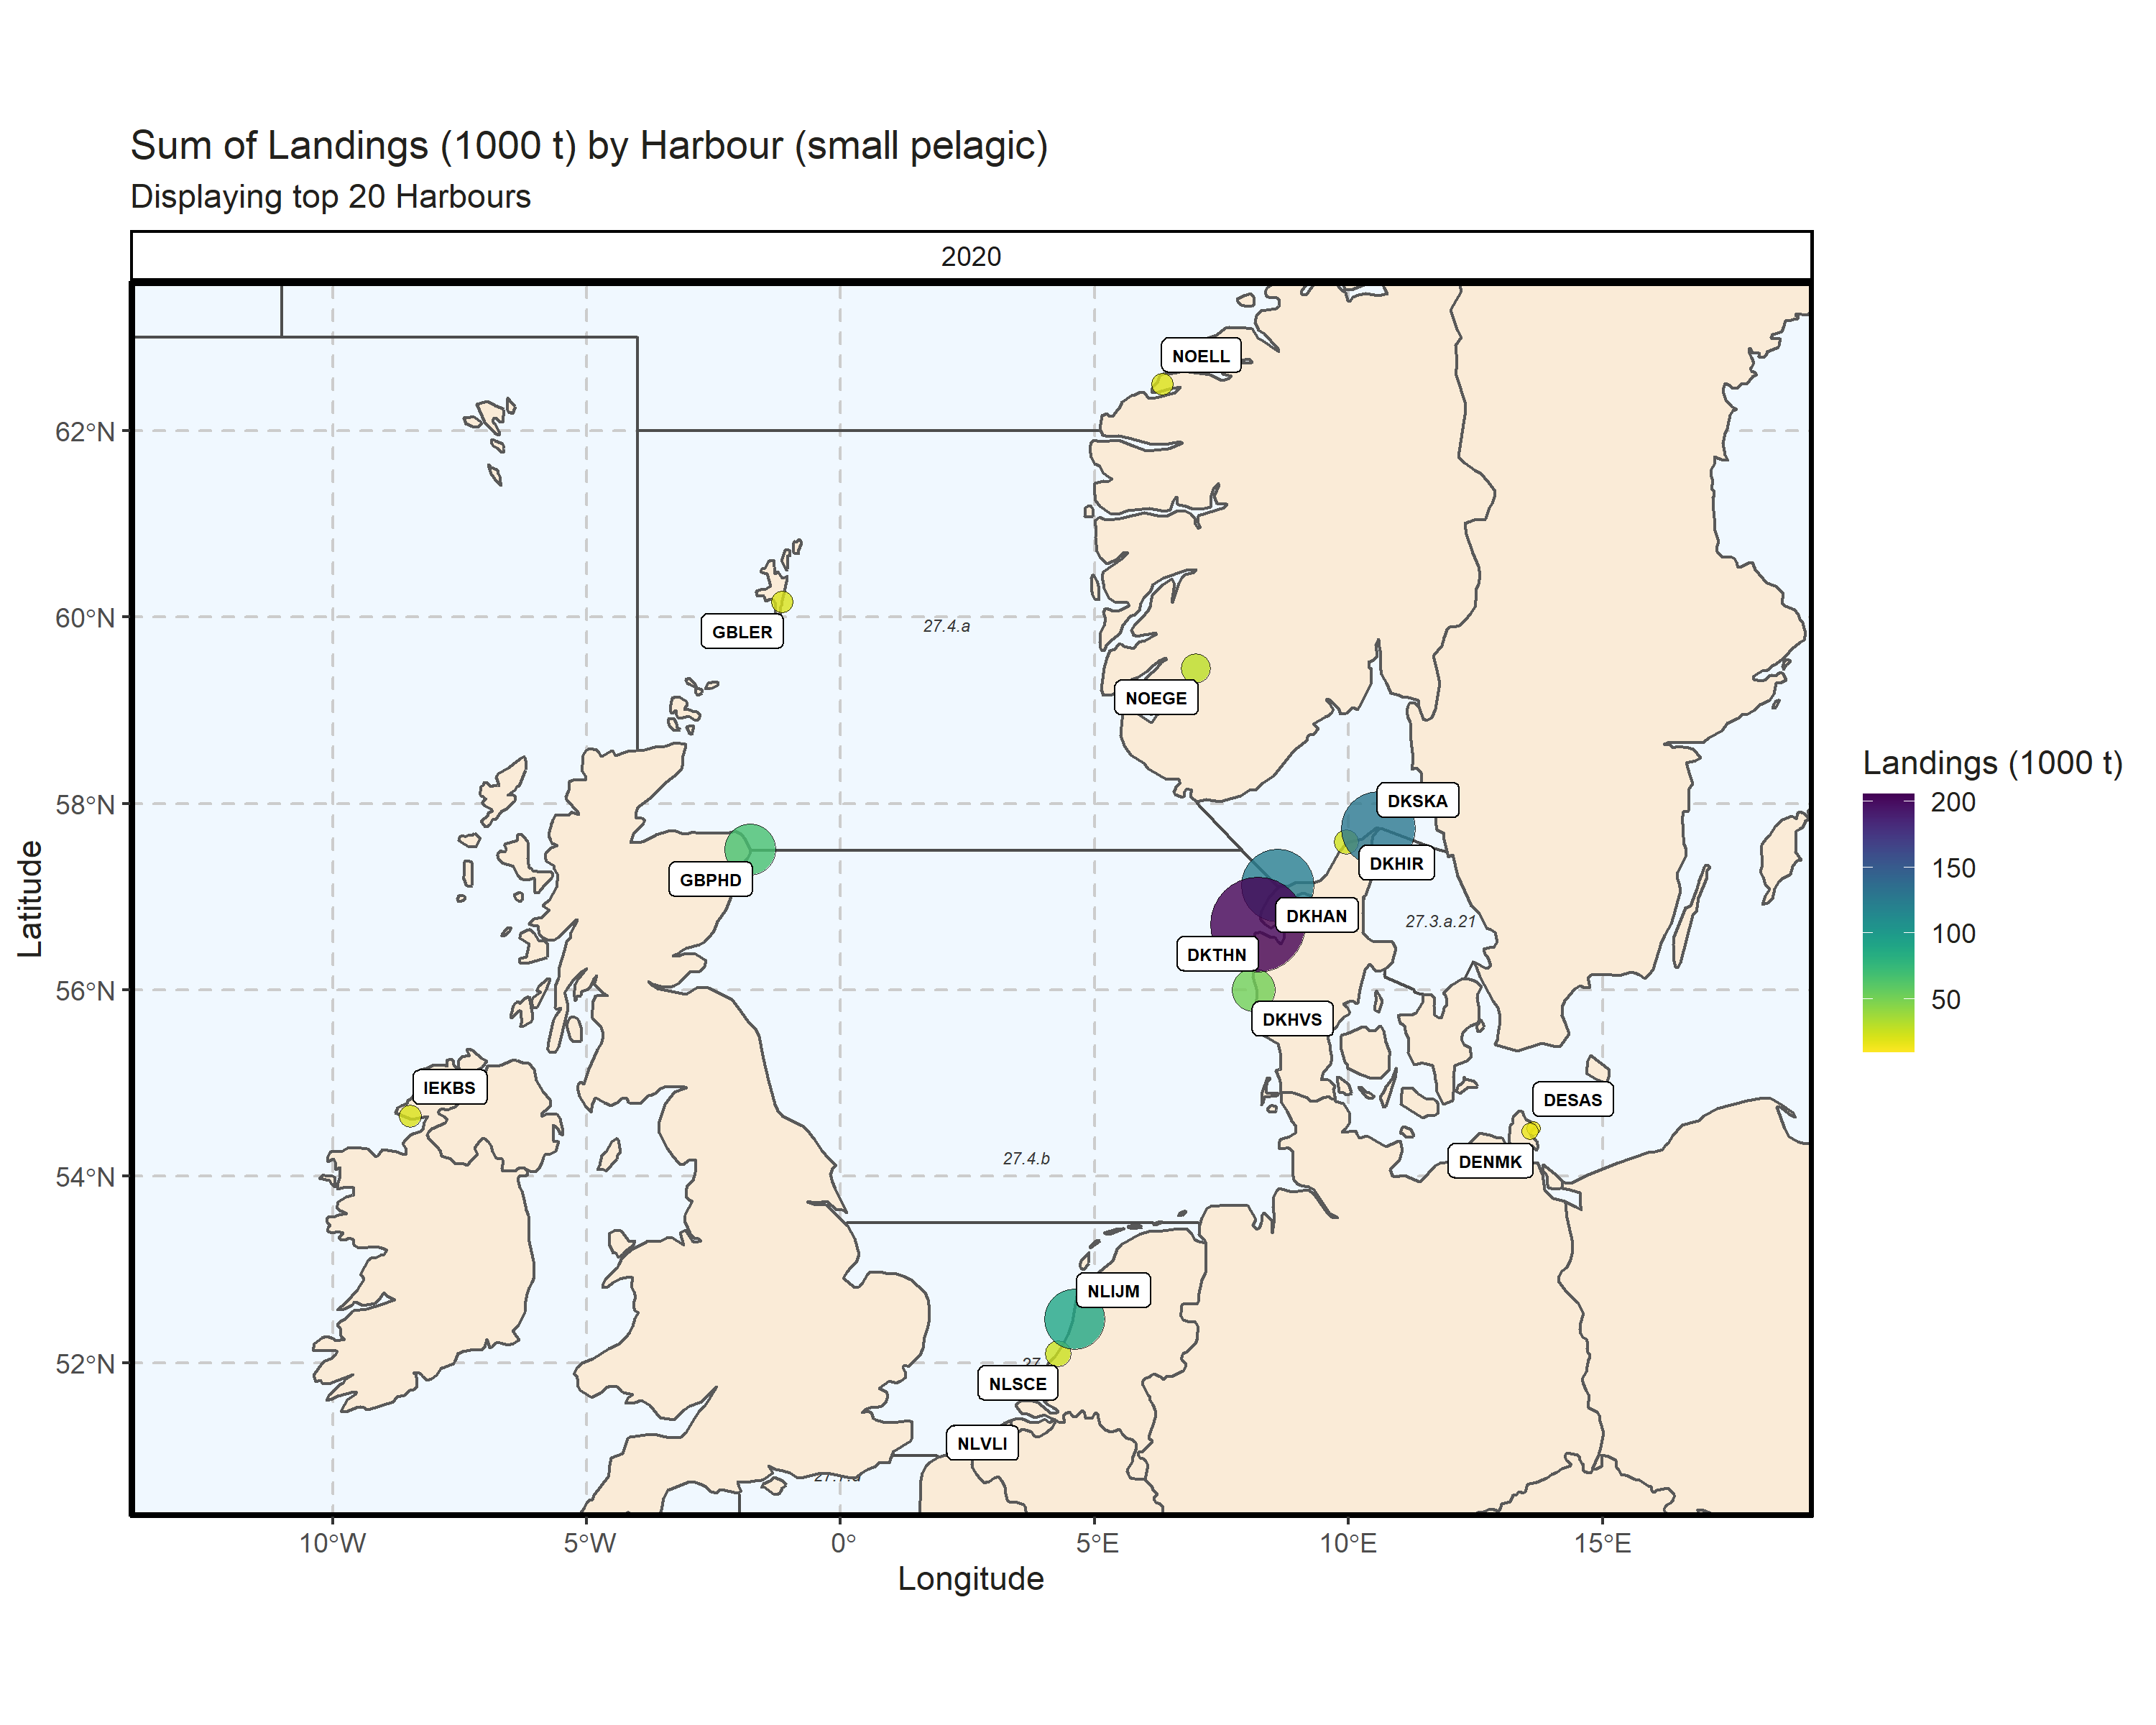 Sum of Landings (1000 t) by Harbour (small pelagic)
Displaying top 20 Harbours
2020
NOELL
62°N
60°N
GBLER
27.4.a
NOEGE
Landings (1000 t)
200
150
100
50
58°N
DKSKA
DKHIR
GBPHD
DKHAN
27.3.a.21
DKTHN
Latitude
56°N
DKHVS
IEKBS
DESAS
DENMK
54°N
27.4.b
NLIJM
52°N
NLSCE
NLVLI
10°W
5°W
0°
5°E
10°E
15°E
Longitude